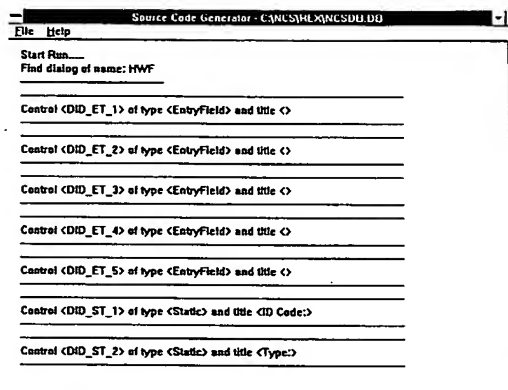 Source Code Generator - C:\NCS\REX\NCSDB.DB
File Help
Start Run.....
Find dialog of name: HWF
Control <DID_ET_1> of type <EntryField> and title <>
Control <DID_ET_2> of type <EntryField> and title <>
Control <DID_ET_3> of type <EntryField> and title <>
Control <DID_ET_4> of type <EntryField> and title <>
Control <DID_ET_5> of type <EntryField> and title <>
Control <DID_ST_1> of type <Static> and title <ID Code:>
Control <DID_ST_2> of type <Static> and title <Type:>